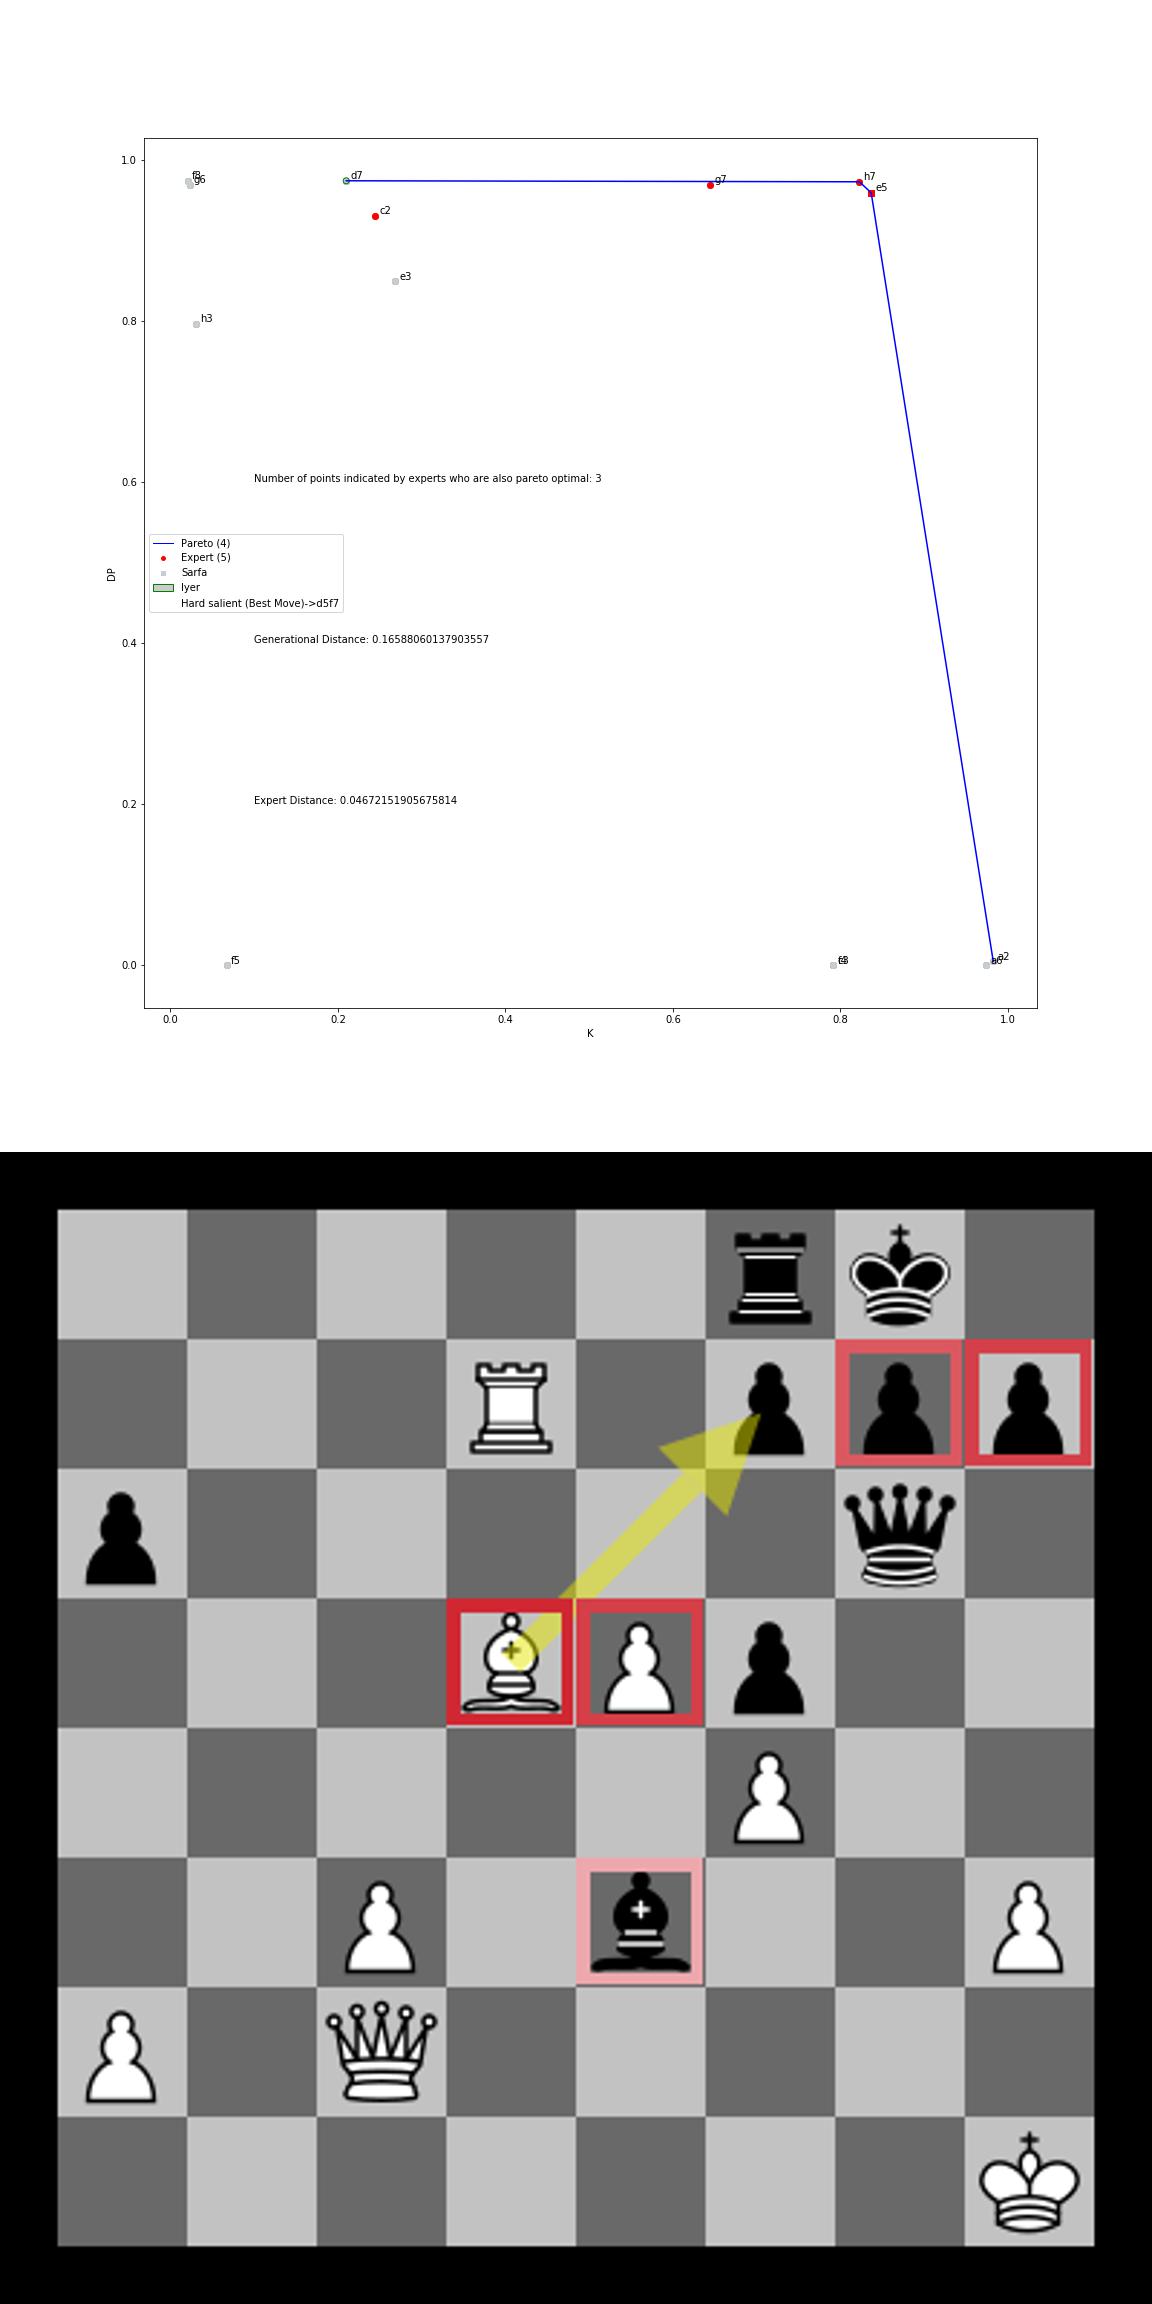 1.0
f8
g6
d7
g7
h7
e5
c2
e3
0.8
h3
0.6
Number of points indicated by experts who are also pareto optimal: 3
Pareto (4)
Expert (5)
DP
Sarfa
Iyer
Hard salient (Best Move)->d5f7
0.4
Generational Distance: 0.16588060137903557
0.2
Expert Distance: 0.04672151905675814
0.0
f5
a2
0.0
0.2
0.4
0.6
0.8
1.0
K